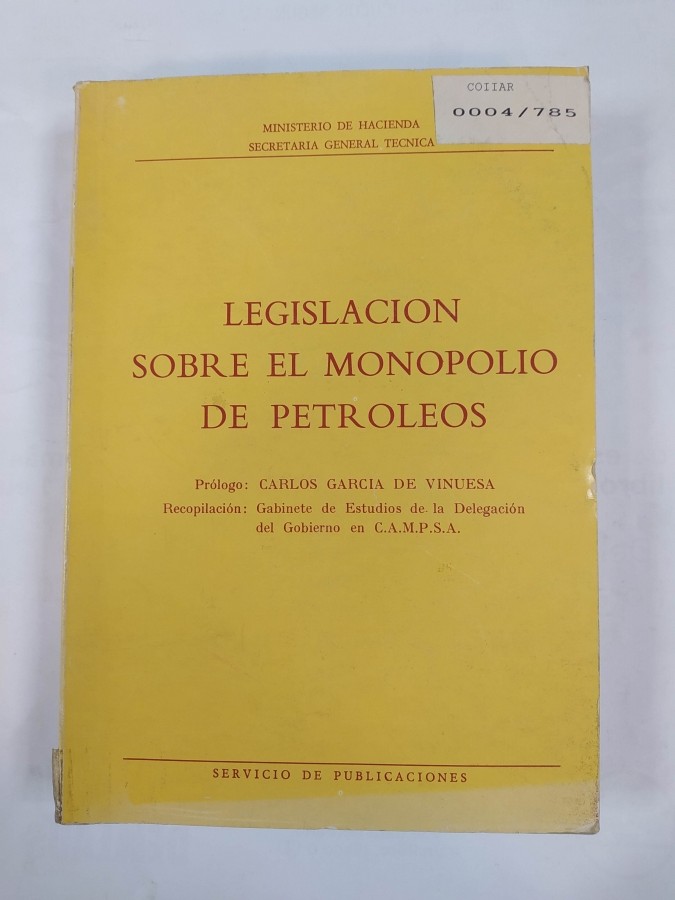 COIIAR
0004/785
MINISTERIO DE HACIENDA
SECRETARIA GENERAL TECNICA
LEGISLACION
SOBRE EL MONOPOLIO
DE PETROLEOS
Prólogo: CARLOS GARCIA DE VINUESA
Recopilación: Gabinete de Estudios de la Delegación
del Gobierno en C.A.M.P.S.A.
SERVICIO DE PUBLICACIONES